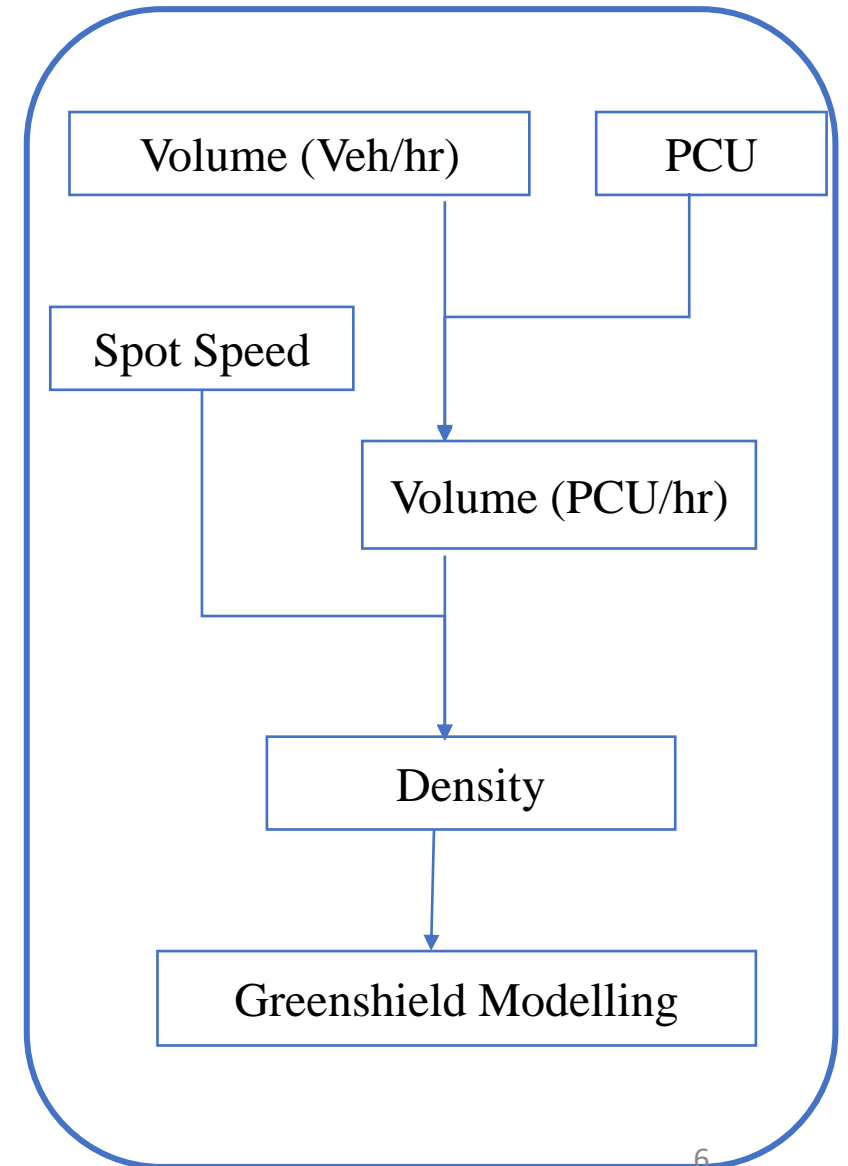 Volume (Veh/hr)
PCU
Spot Speed
Volume (PCU/hr)
Density
Greenshield Modelling
6